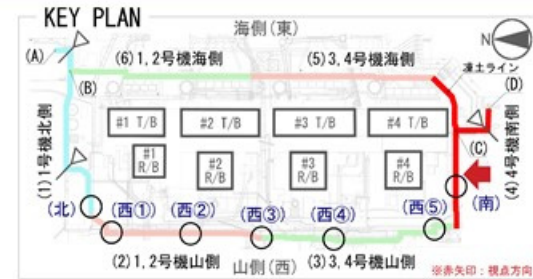 KEY PLAN
海側(東)
N
(A)
(6)1,2号機海側
(5)3,4号機海側
凍土ライン
(B)
(D)
(1)1号機北側
#1 T/B
#2 T/B
#3 T/B
#4 T/B
(C)
(4)4号機南側
#1
R/B
#2
R/B
#3
R/B
#4
R/B
(北)
(西①)
(西②)
(西③)
(西④)
(西⑤)
(南)
(2)1,2号機山側
(3)3,4号機山側
山側(西)
※赤矢印:視点方向